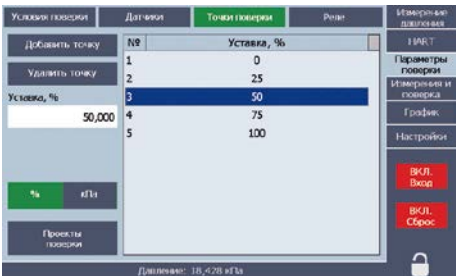 Условия поверки Датчики Точки поверки Реле Измерение
давления
Добавить точку № Уставка, % HART
Удалить точку 1 0 Параметры
поверки
2 25
Уставка, % 3 50 Измерения и
поверка
50,000 4 75 График
5 100 Настройки
ВКЛ.
Вход
% кПа
ВКЛ.
Сброс
Проекты
поверки
Давление: 18,428 кПа